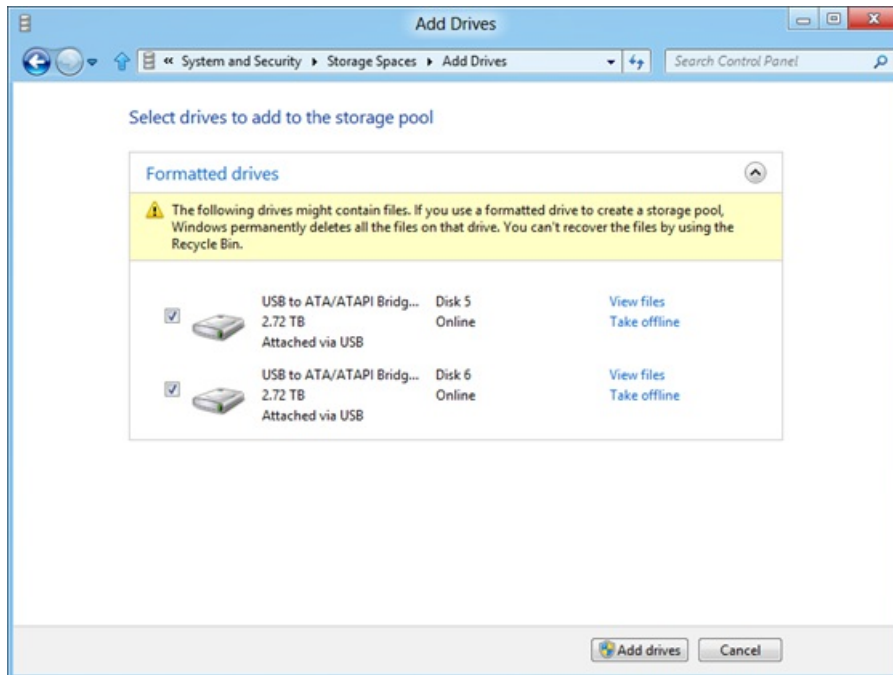 Add Drives
« System and Security ▸ Storage Spaces ▸ Add Drives
Search Control Panel
Select drives to add to the storage pool
Formatted drives
The following drives might contain files. If you use a formatted drive to create a storage pool,
Windows permanently deletes all the files on that drive. You can't recover the files by using the
Recycle Bin.
USB to ATA/ATAPI Bridg... Disk 5 View files
2.72 TB Online Take offline
Attached via USB
USB to ATA/ATAPI Bridg... Disk 6 View files
2.72 TB Online Take offline
Attached via USB
Add drives Cancel